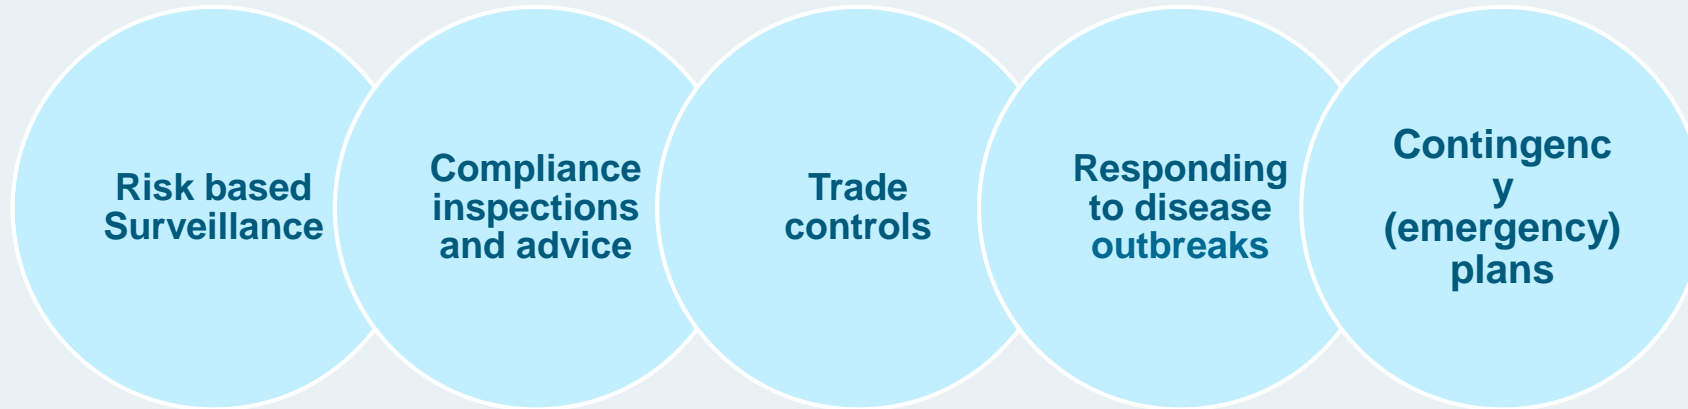 Risk based
Surveillance
Compliance
inspections
and advice
Trade
controls
Responding
to disease
outbreaks
Contingenc
y
(emergency)
plans